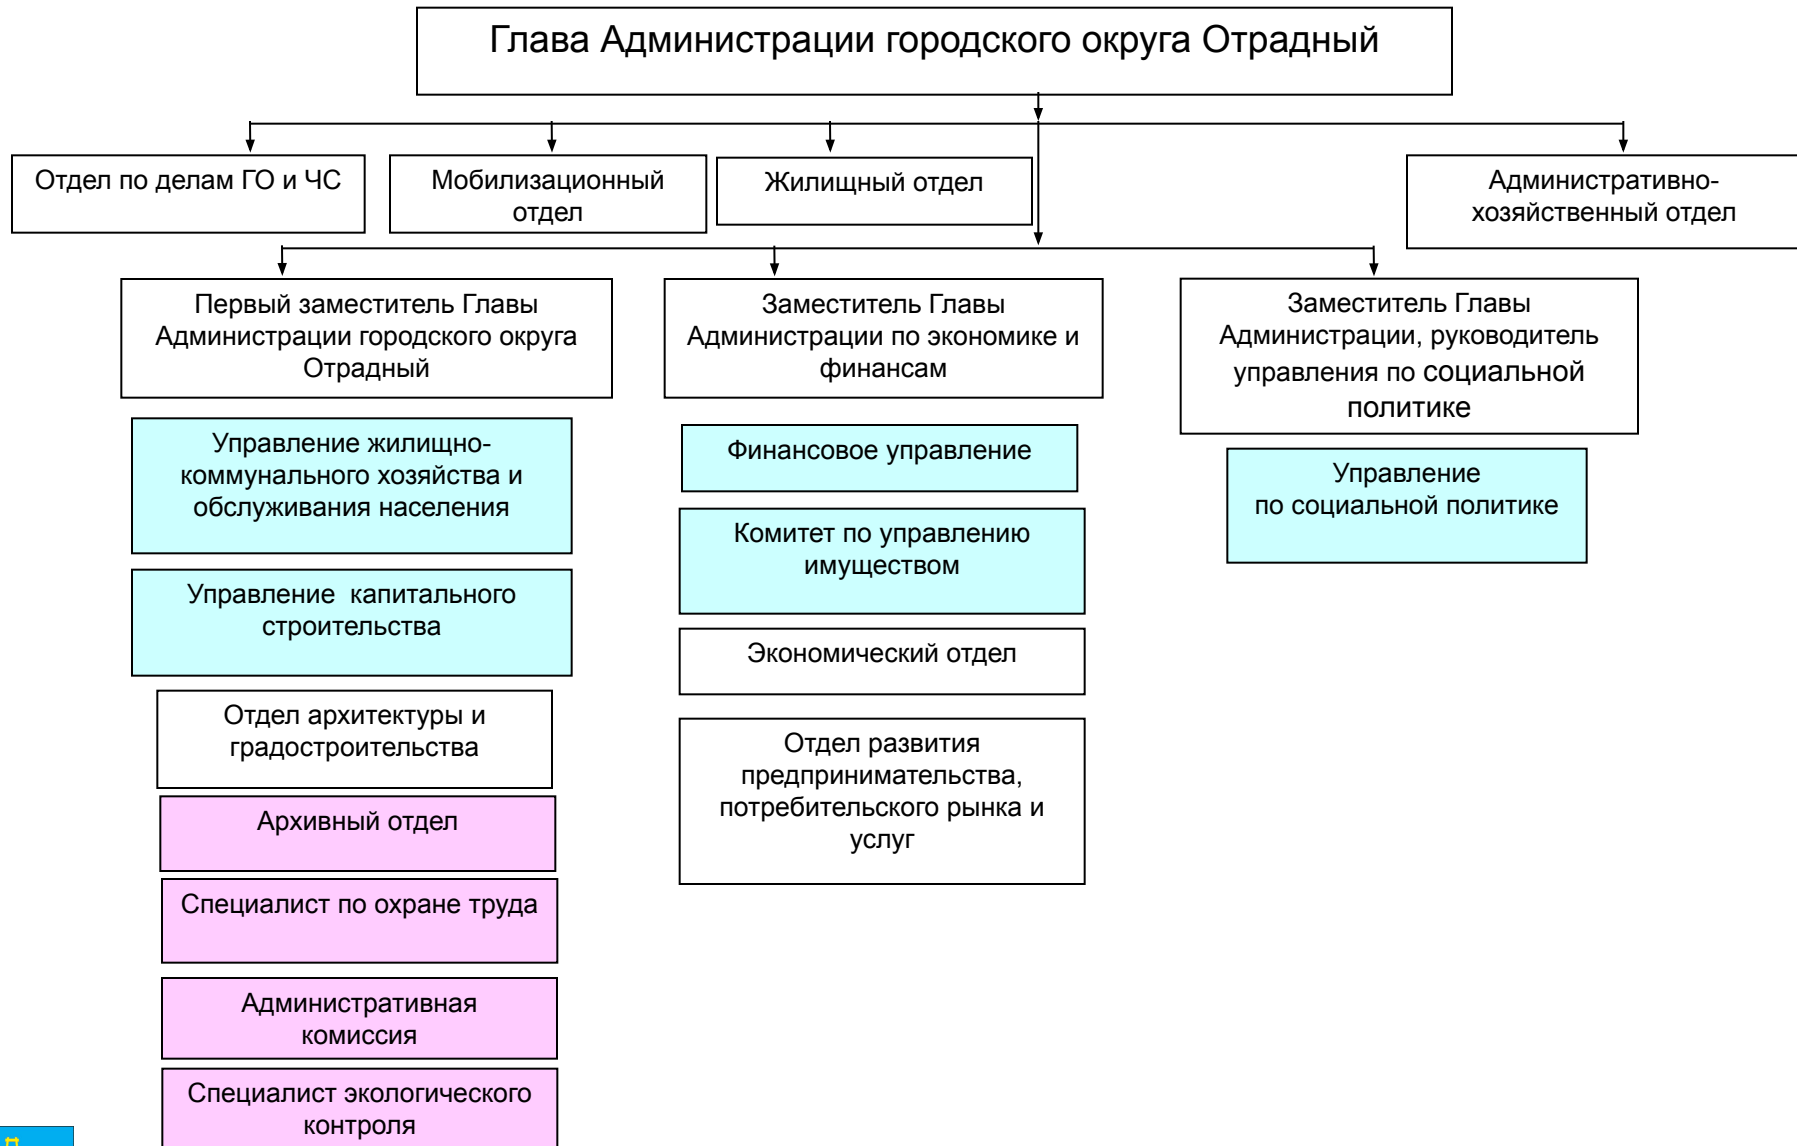 Глава Администрации городского округа Отрадный
Отдел по делам ГО и ЧС
Мобилизационный
отдел
Жилищный отдел
Административно-
хозяйственный отдел
Первый заместитель Главы
Администрации городского округа
Отрадный
Заместитель Главы
Администрации по экономике и
финансам
Заместитель Главы
Администрации, руководитель
управления по социальной
политике
Управление жилищно-
коммунального хозяйства и
обслуживания населения
Управление  капитального
строительства
Отдел архитектуры и
градостроительства
Архивный отдел
Специалист по охране труда
Административная
комиссия
Специалист экологического
контроля
Финансовое управление
Комитет по управлению
имуществом
Экономический отдел
Отдел развития
предпринимательства,
потребительского рынка и
услуг
Управление
по социальной политике